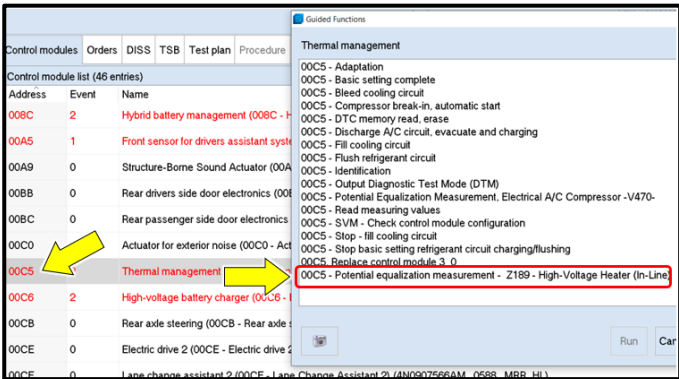 Control modules Orders DISS TSB Test plan Procedure
Control module list (46 entries)
Address Event Name
008C 2 Hybrid battery management (008C - H
00A5 1 Front sensor for drivers assistant syste
00A9 0 Structure-Borne Sound Actuator (00A
00BB 0 Rear drivers side door electronics (00B
00BC 0 Rear passenger side door electronics
00C0 Actuator for exterior noise (00C0 - Act
00C5 Thermal management
00C6 2 High-voltage battery charger (00C6 - 
00CB 0 Rear axle steering (00CB - Rear axle s
00CE 0 Electric drive 2 (00CE - Electric drive 2
00CF 0 Lane change assistant 2 (00CF - Lane Change Assistant 2) (4N0907566AM, 0588, MRR_HL)
Guided Functions
Thermal management
00C5 - Adaptation
00C5 - Basic setting complete
00C5 - Bleed cooling circuit
00C5 - Compressor break-in, automatic start
00C5 - DTC memory read, erase
00C5 - Discharge A/C circuit, evacuate and charging
00C5 - Fill cooling circuit
00C5 - Flush refrigerant circuit
00C5 - Identification
00C5 - Output Diagnostic Test Mode (DTM)
00C5 - Potential Equalization Measurement, Electrical A/C Compressor -V470-
00C5 - Read measuring values
00C5 - SVM - Check control module configuration
00C5 - Stop - fill cooling circuit
00C5 - Stop basic setting refrigerant circuit charging/flushing
00C5. Replace control module 3_0
00C5 - Potential equalization measurement - Z189 - High-Voltage Heater (In-Line)
Run Can